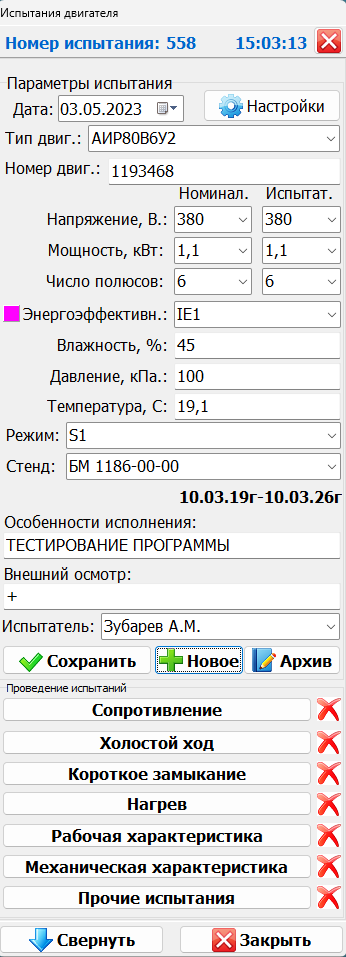 Испытания двигателя
Номер испытания: 558 15:03:13
Параметры испытания
Дата: 03.05.2023 Настройки
Тип двиг.: АИР80В6У2
Номер двиг.: 1193468
Номинал. Испытат.
Напряжение, В.: 380 380
Мощность, кВт: 1,1 1,1
Число полюсов: 6 6
Энергоэффективн.: IE1
Влажность, %: 45
Давление, кПа.: 100
Температура, С: 19,1
Режим: S1
Стенд: БМ 1186-00-00
10.03.19г-10.03.26г
Особенности исполнения:
ТЕСТИРОВАНИЕ ПРОГРАММЫ
Внешний осмотр:
+
Испытатель: Зубарев А.М.
Сохранить Новое Архив
Проведение испытаний
Сопротивление
Холостой ход
Короткое замыкание
Нагрев
Рабочая характеристика
Механическая характеристика
Прочие испытания
Свернуть Закрыть